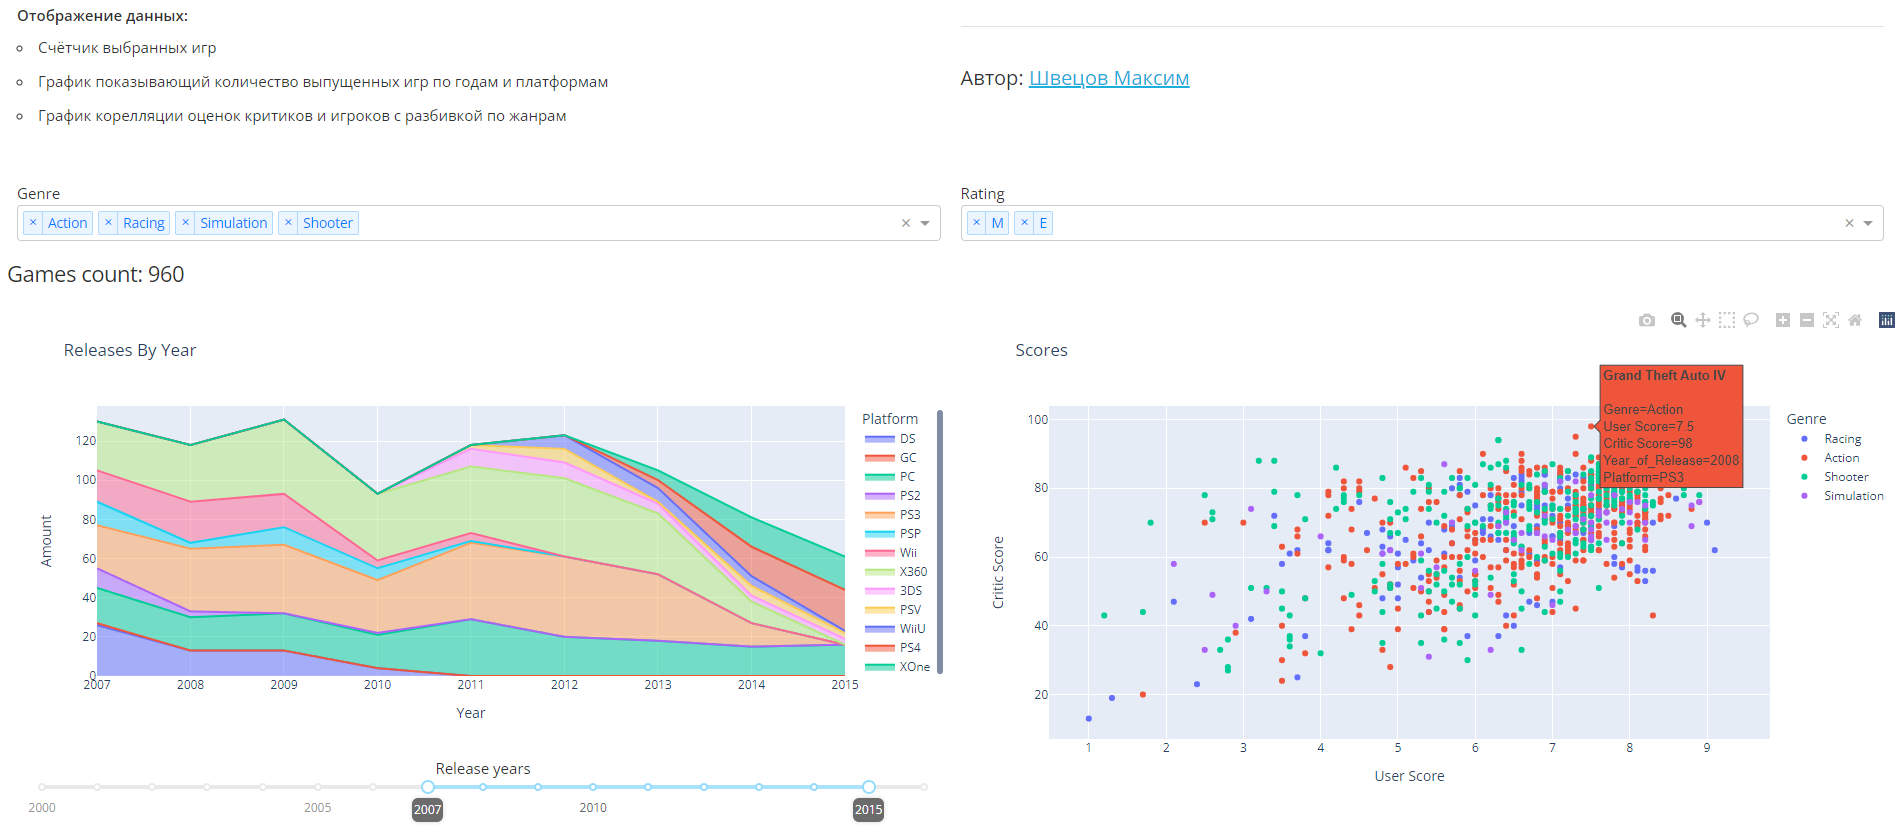 Отображение данных:
Счётчик выбранных игр
График показывающий количество выпущенных игр по годам и платформам
График корелляции оценок критиков и игроков с разбивкой по жанрам
Автор: Швецов Максим
Genre
× Action × Racing × Simulation × Shooter ×
Rating
× M × E ×
Games count: 960
Releases By Year
Amount
120
100
80
60
40
20
0
2007 2008 2009 2010 2011 2012 2013 2014 2015
Year
Platform
DS
GC
PC
PS2
PS3
PSP
Wii
X360
3DS
PSV
WiiU
PS4
XOne
Release years
2000 2005 2007 2010 2015
Scores
Critic Score
100
80
60
40
20
1 2 3 4 5 6 7 8 9
User Score
Grand Theft Auto IV
Genre=Action
User Score=7.5
Critic Score=98
Year_of_Release=2008
Platform=PS3
Genre
Racing
Action
Shooter
Simulation